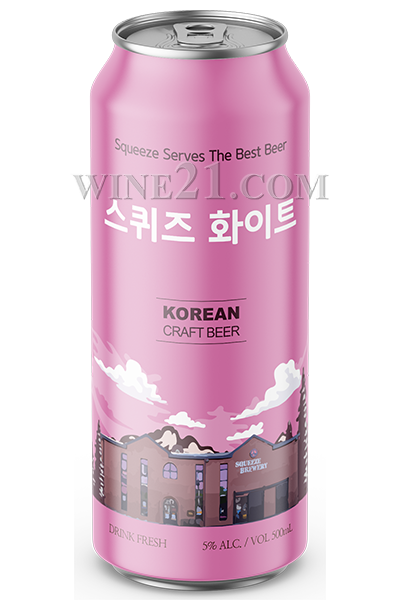 Squeeze Serves The Best Beer
WINE21.COM
스퀴즈 화이트
KOREAN
CRAFT BEER
SQUEEZE
BREWERY
DRINK FRESH
5% ALC. / VOL 500mL